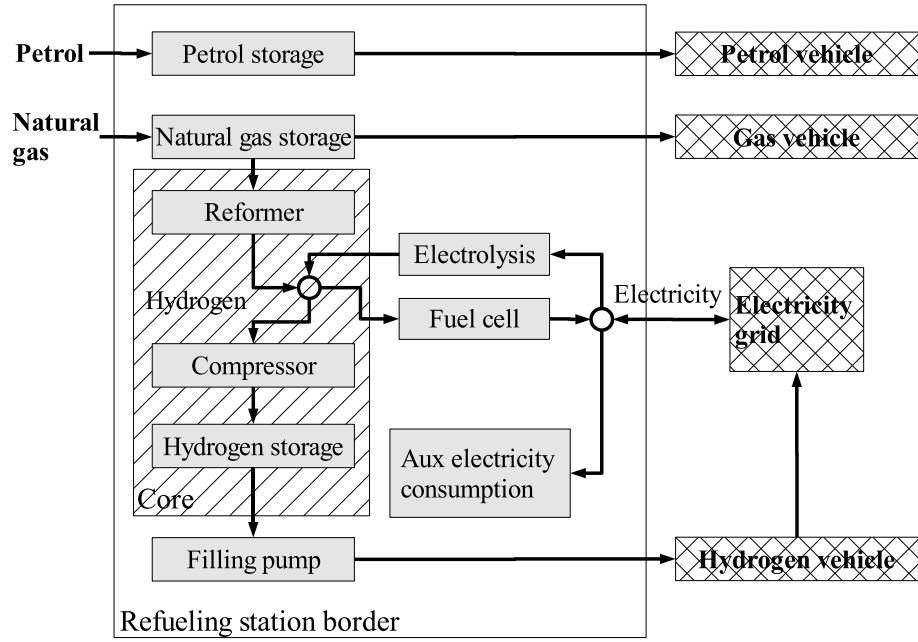 Petrol
Petrol storage
Petrol vehicle
Natural
gas
Natural gas storage
Gas vehicle
Reformer
Electrolysis
Hydrogen
Electricity
Fuel cell
Electricity
grid
Compressor
Hydrogen storage
Aux electricity
consumption
Core
Filling pump
Hydrogen vehicle
Refueling station border